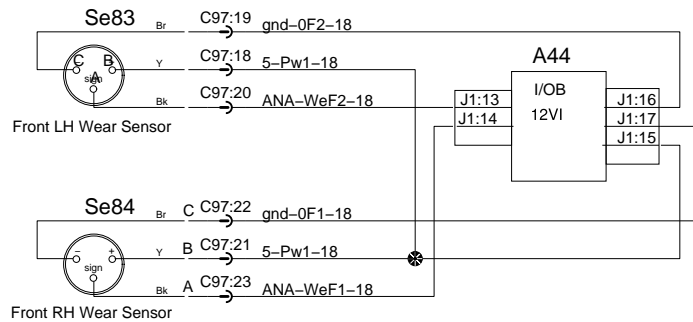 Se83
Br C97:19 gnd–0F2–18
C B Y C97:18 5–Pw1–18
A
sign
Bk C97:20 ANA–WeF2–18
Front LH Wear Sensor
A44
I/OB
12VI
J1:13
J1:14
J1:16
J1:17
J1:15
Se84
Br C C97:22 gnd–0F1–18
– + Y B C97:21 5–Pw1–18
sign
Bk A C97:23 ANA–WeF1–18
Front RH Wear Sensor